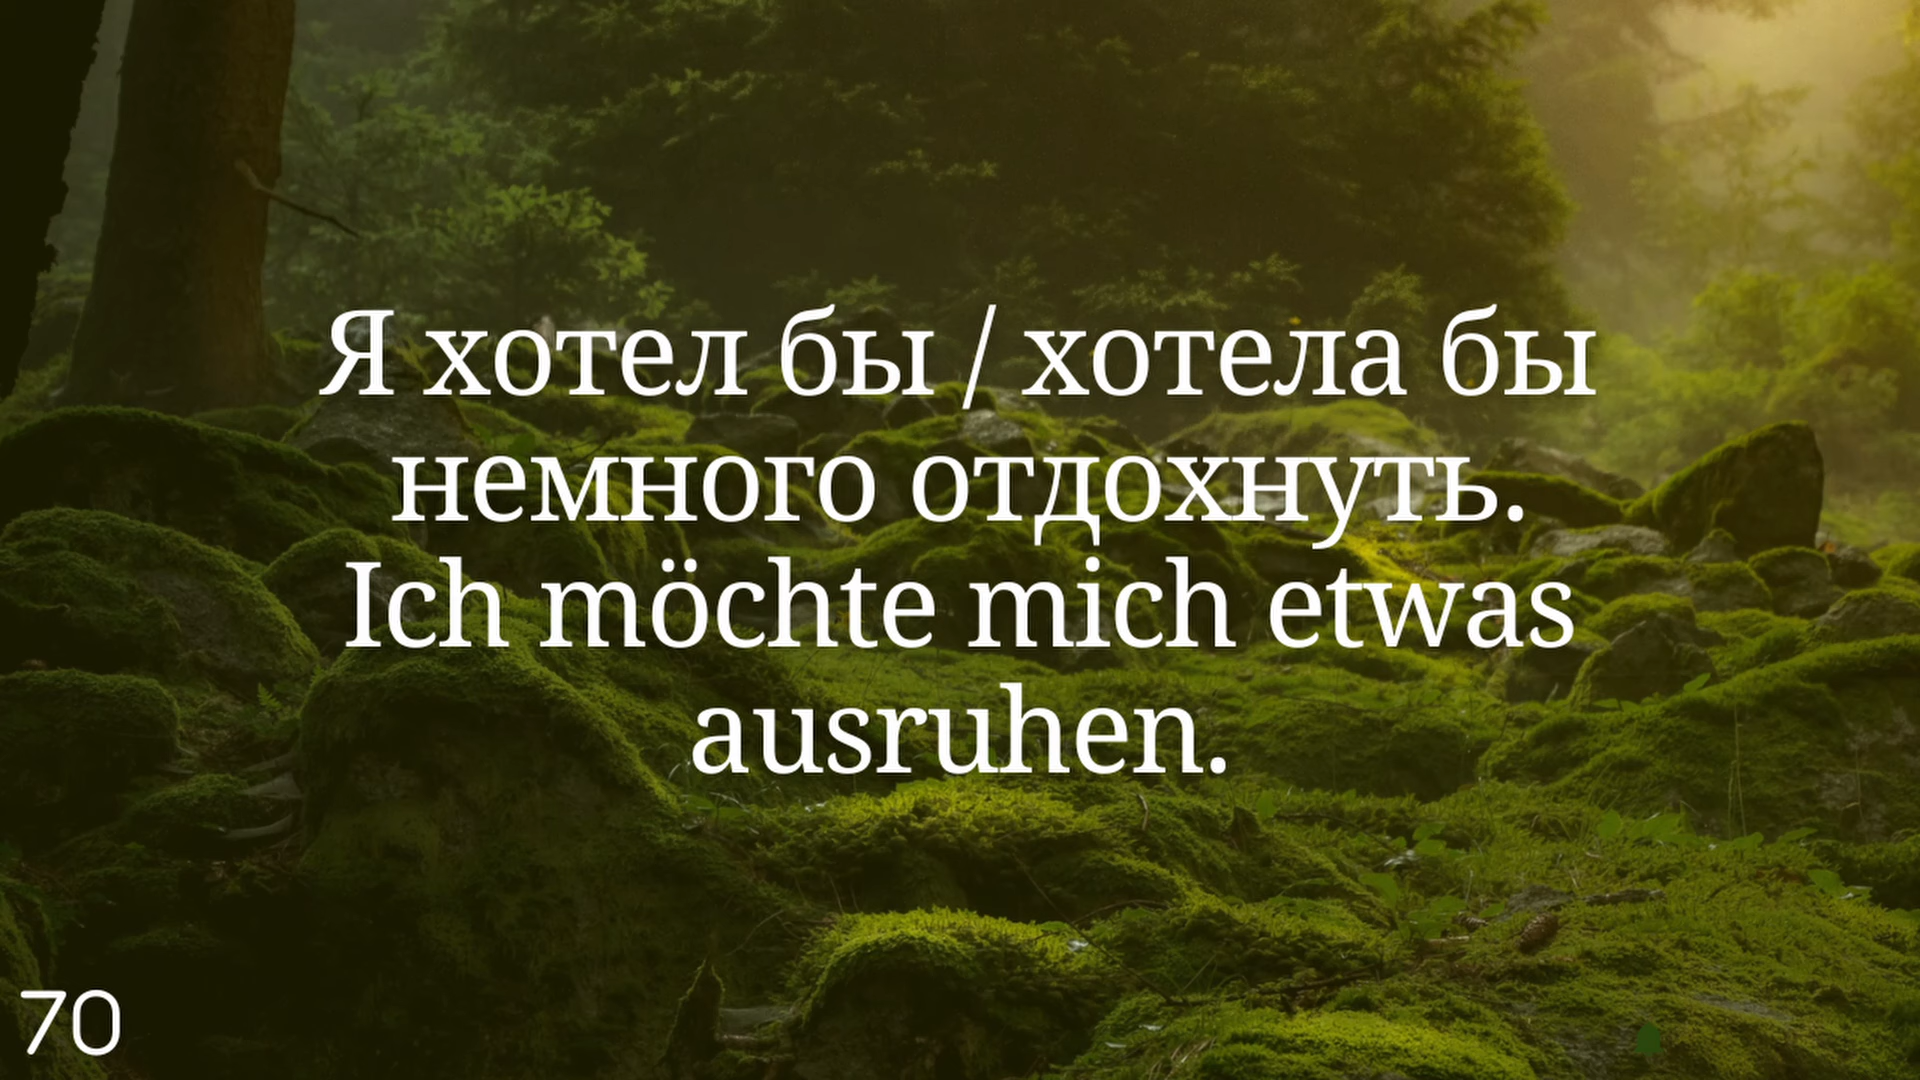 Я хотел бы / хотела бы
немного отдохнуть.
Ich möchte mich etwas
ausruhen.
70